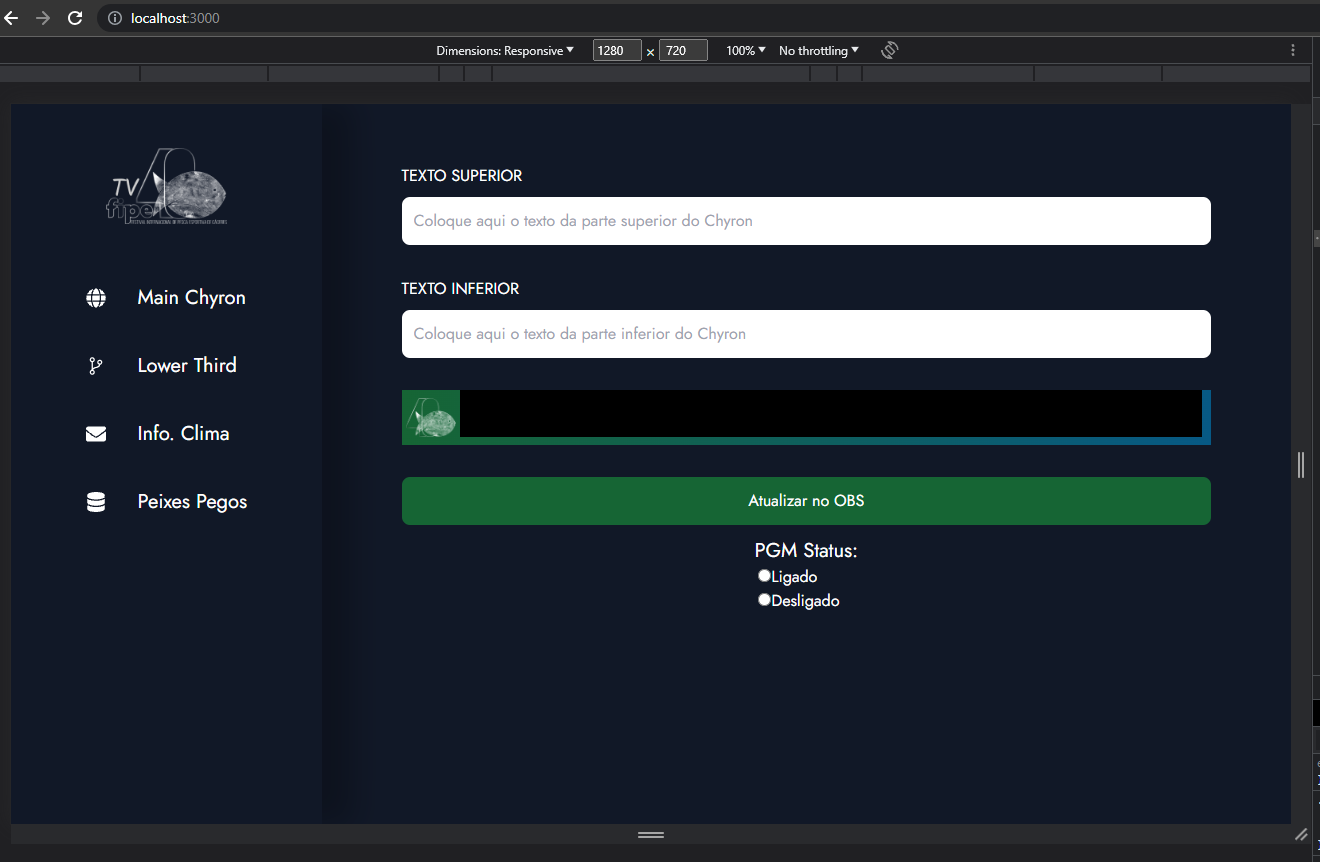 localhost:3000
Dimensions: Responsive
1280 × 720
100%
No throttling
TV
fipe
TEXTO SUPERIOR
Coloque aqui o texto da parte superior do Chyron
TEXTO INFERIOR
Coloque aqui o texto da parte inferior do Chyron
Main Chyron
Lower Third
Info. Clima
Peixes Pegos
Atualizar no OBS
PGM Status:
Ligado
Desligado